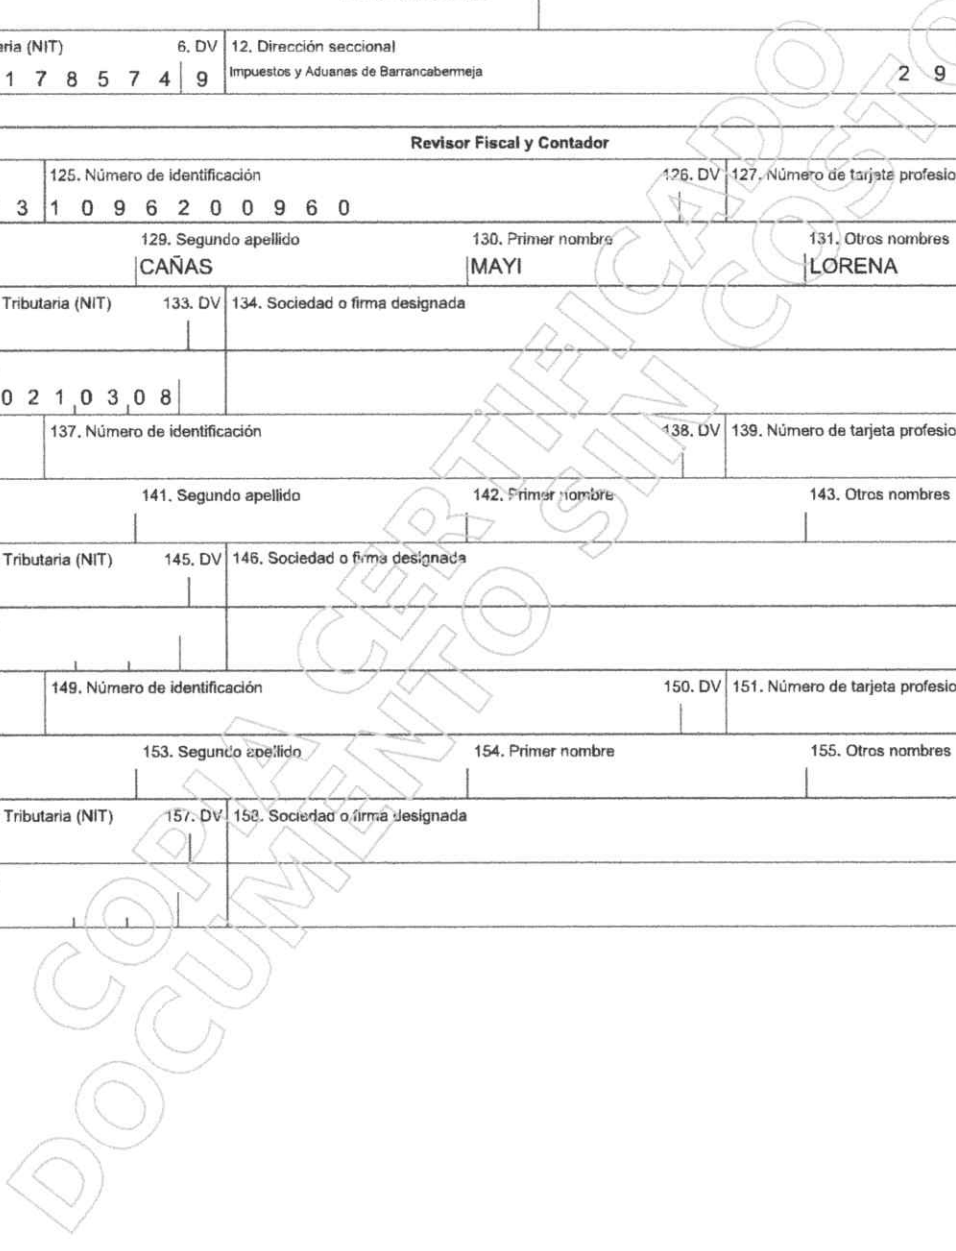 eria (NIT) 6. DV 12. Dirección seccional
1 7 8 5 7 4 9 Impuestos y Aduanas de Barrancabermeja 2 9
Revisor Fiscal y Contador
125. Número de identificación 126. DV 127. Número de tarjeta profesio
3 1 0 9 6 2 0 0 9 6 0
129. Segundo apellido 130. Primer nombre 131. Otros nombres
CAÑAS MAYI LORENA
Tributaria (NIT) 133. DV 134. Sociedad o firma designada
0 2 1 0 3 0 8
137. Número de identificación 138. DV 139. Número de tarjeta profesio
141. Segundo apellido 142. Primer nombre 143. Otros nombres
Tributaria (NIT) 145. DV 146. Sociedad o firma designada
149. Número de identificación 150. DV 151. Número de tarjeta profesio
153. Segundo apellido 154. Primer nombre 155. Otros nombres
Tributaria (NIT) 157. DV 158. Sociedad o firma designada
COPIA CERTIFICADO
DOCUMENTO SIN COSTO